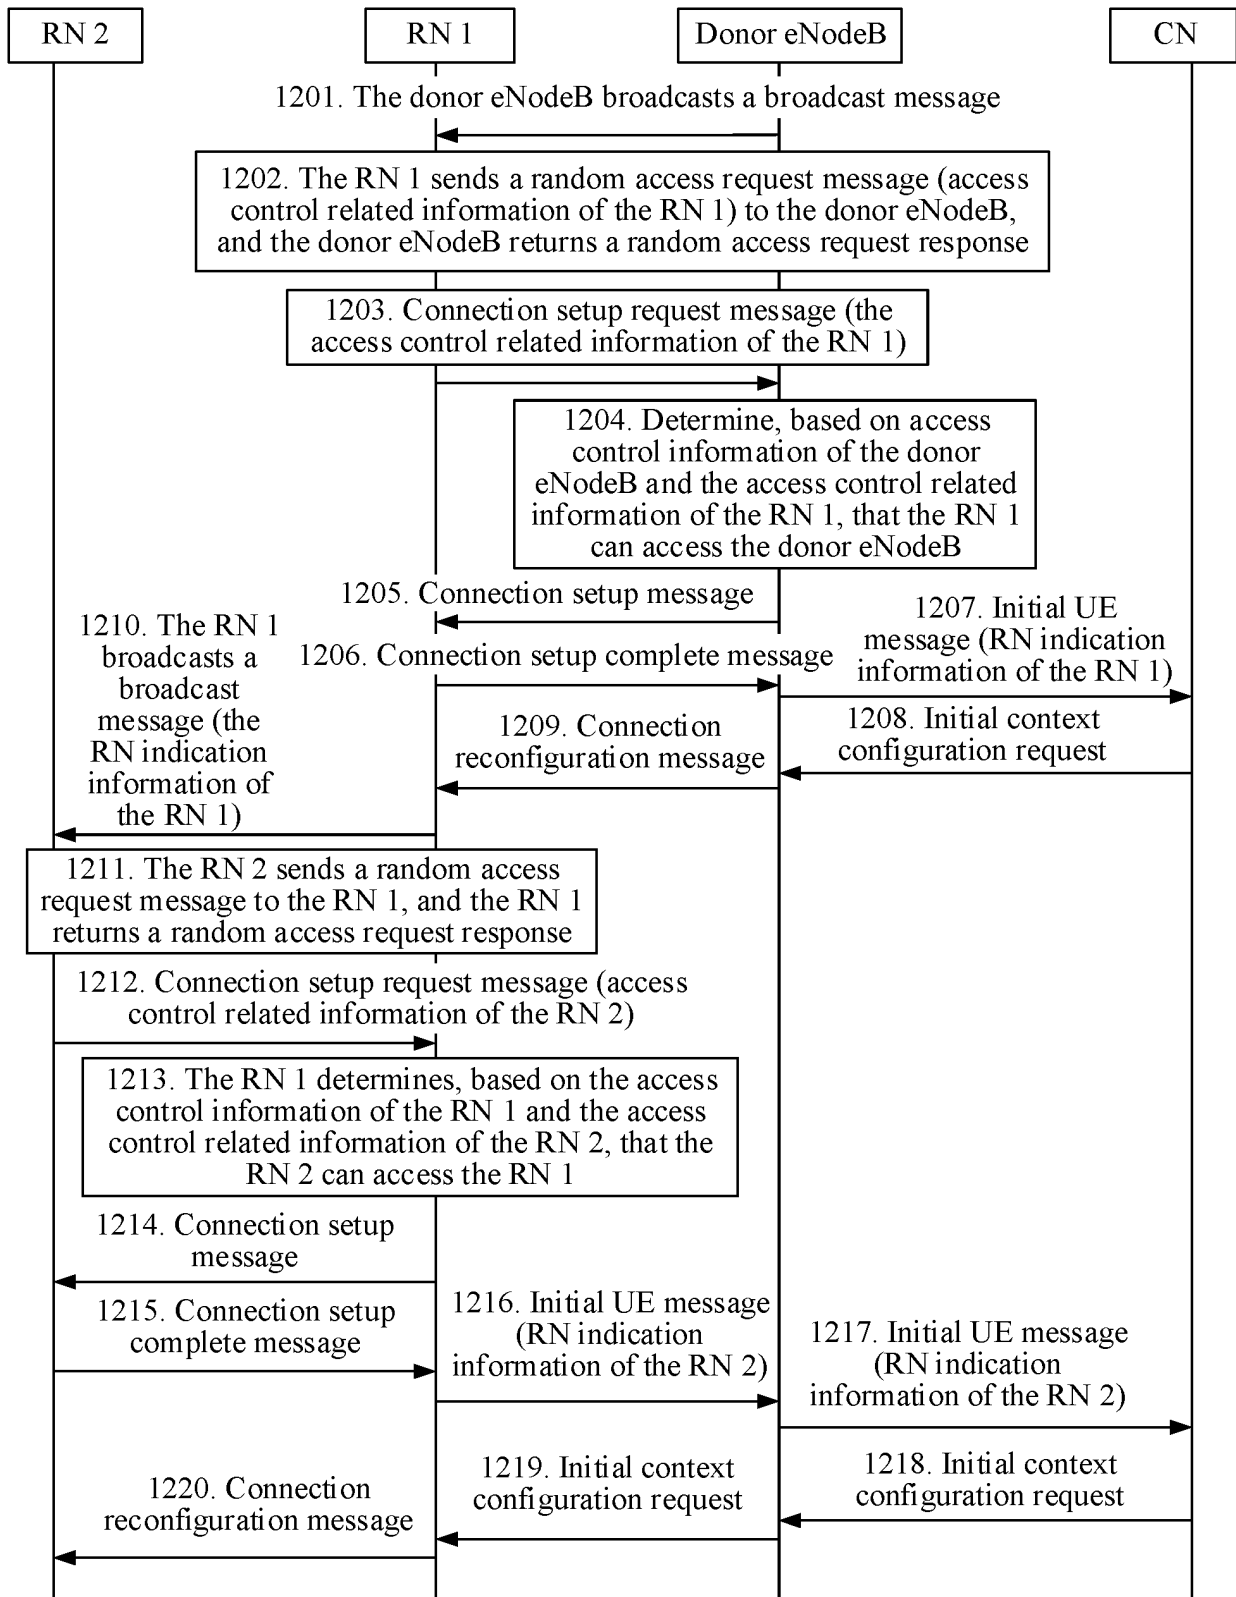 RN 2
RN 1
Donor eNodeB
CN
1201. The donor eNodeB broadcasts a broadcast message
1202. The RN 1 sends a random access request message (access
control related information of the RN 1) to the donor eNodeB,
and the donor eNodeB returns a random access request response
1203. Connection setup request message (the
access control related information of the RN 1)
1204. Determine, based on access
control information of the donor
eNodeB and the access control related
information of the RN 1, that the RN 1
can access the donor eNodeB
1205. Connection setup message
1206. Connection setup complete message
1207. Initial UE
message (RN indication
information of the RN 1)
1208. Initial context
configuration request
1209. Connection
reconfiguration message
1210. The RN 1
broadcasts a
broadcast
message (the
RN indication
information of
the RN 1)
1211. The RN 2 sends a random access
request message to the RN 1, and the RN 1
returns a random access request response
1212. Connection setup request message (access
control related information of the RN 2)
1213. The RN 1 determines, based on the access
control information of the RN 1 and the access
control related information of the RN 2, that the
RN 2 can access the RN 1
1214. Connection setup
message
1215. Connection setup
complete message
1216. Initial UE message
(RN indication
information of the RN 2)
1217. Initial UE message
(RN indication
information of the RN 2)
1218. Initial context
configuration request
1219. Initial context
configuration request
1220. Connection
reconfiguration message